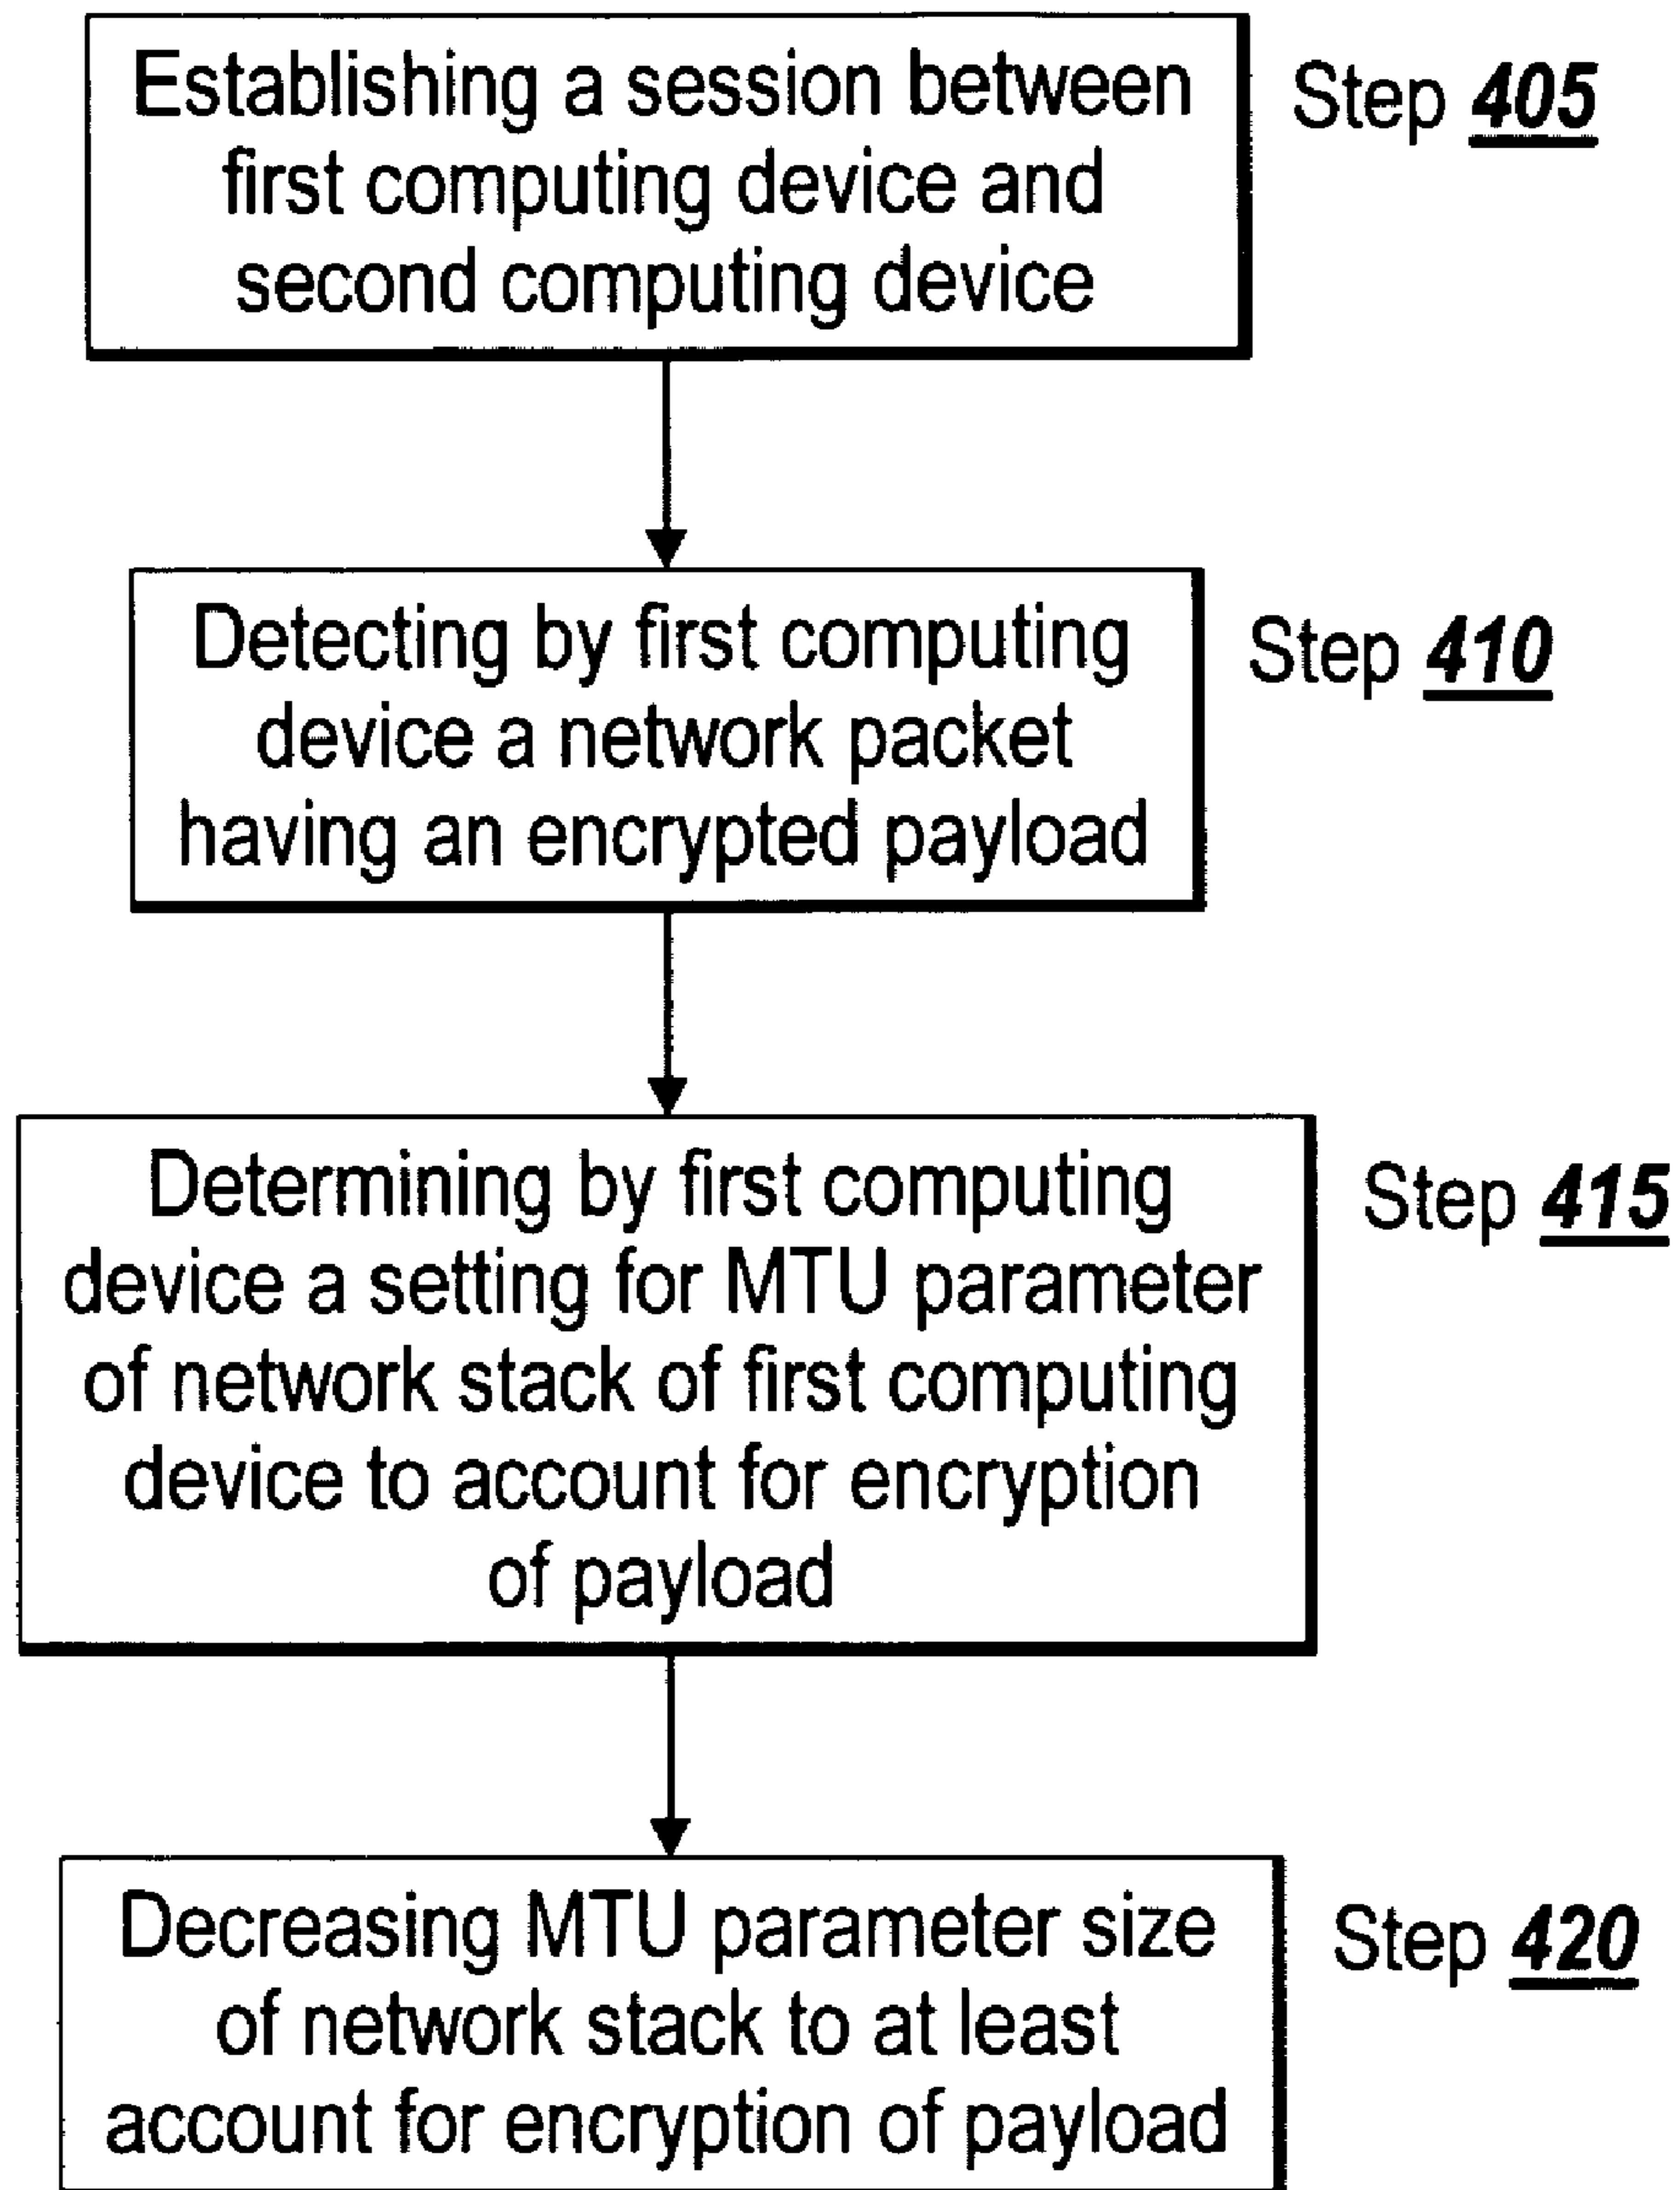 Establishing a session between
first computing device and
second computing device
Step 405
Detecting by first computing
device a network packet
having an encrypted payload
Step 410
Determining by first computing
device a setting for MTU parameter
of network stack of first computing
device to account for encryption
of payload
Step 415
Decreasing MTU parameter size
of network stack to at least
account for encryption of payload
Step 420